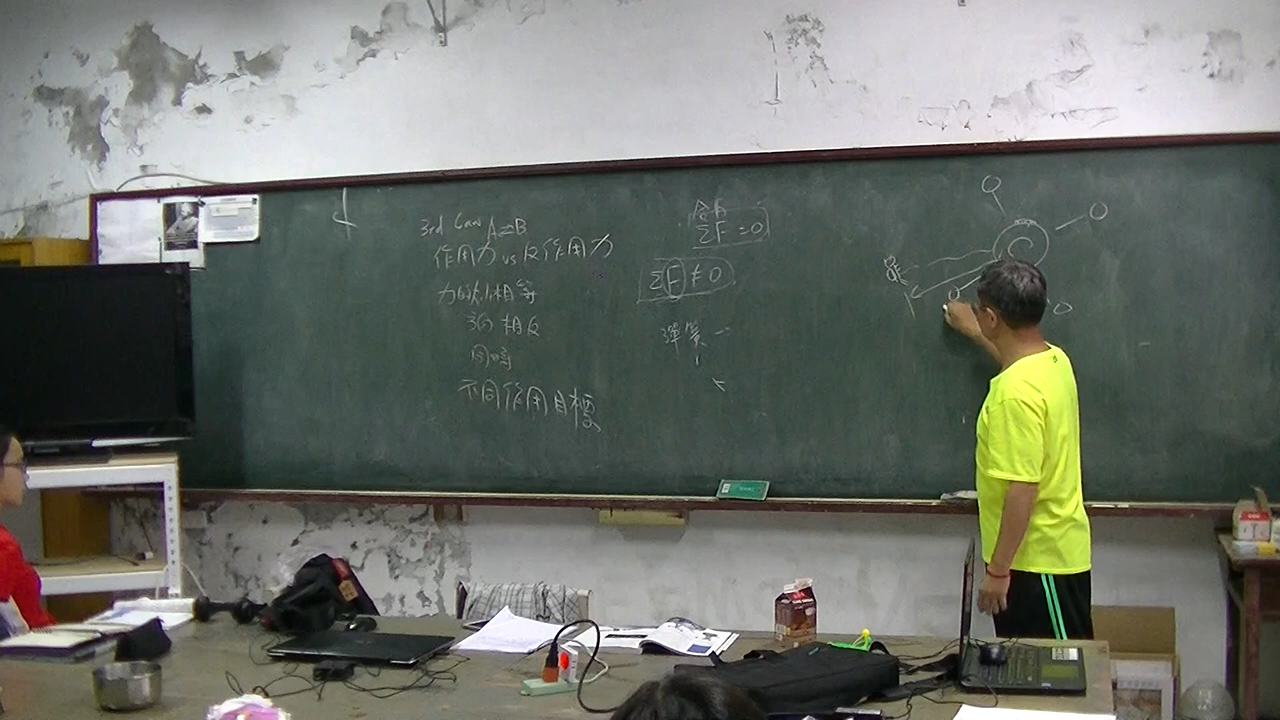 3rd Law A⇌B
作用力 vs 反作用力
力的大小相等
方向相反
同時
不同作用目標
合力
ΣF = 0
ΣF ≠ 0
彈簧